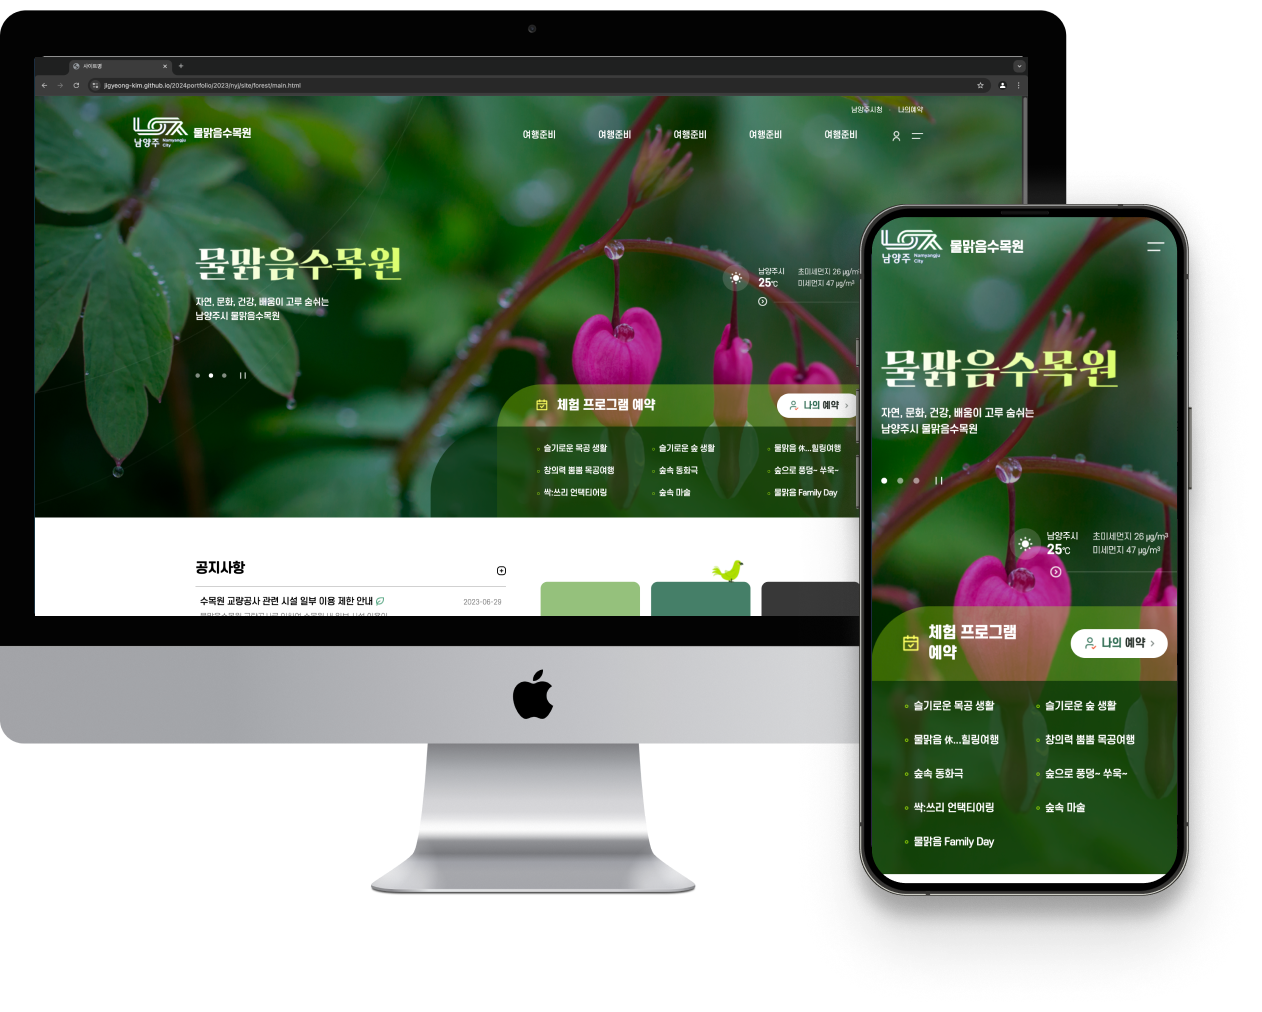 사이트명
jigyeong-kim.github.io/2024portfolio/2023/nyj/site/forest/main.html
남양주시청 나의예약
남양주 Namyangju City 물맑음수목원
여행준비 여행준비 여행준비 여행준비 여행준비
물맑음수목원
자연, 문화, 건강, 배움이 고루 숨쉬는
남양주시 물맑음수목원
남양주시 초미세먼지 26 μg/m³
25℃ 미세먼지 47 μg/m³
체험 프로그램 예약 나의 예약
슬기로운 목공 생활 슬기로운 숲 생활 물맑음 休...힐링여행
창의력 뿜뿜 목공여행 숲속 동화극 숲으로 풍덩~ 쑤욱~
싹:쓰리 언택티어링 숲속 마술 물맑음 Family Day
공지사항
수목원 교량공사 관련 시설 일부 이용 제한 안내 2023-06-29
남양주 Namyangju City 물맑음수목원
물맑음수목원
자연, 문화, 건강, 배움이 고루 숨쉬는
남양주시 물맑음수목원
남양주시 초미세먼지 26 μg/m³
25℃ 미세먼지 47 μg/m³
체험 프로그램
예약
나의 예약
슬기로운 목공 생활 슬기로운 숲 생활
물맑음 休...힐링여행 창의력 뿜뿜 목공여행
숲속 동화극 숲으로 풍덩~ 쑤욱~
싹:쓰리 언택티어링 숲속 마술
물맑음 Family Day